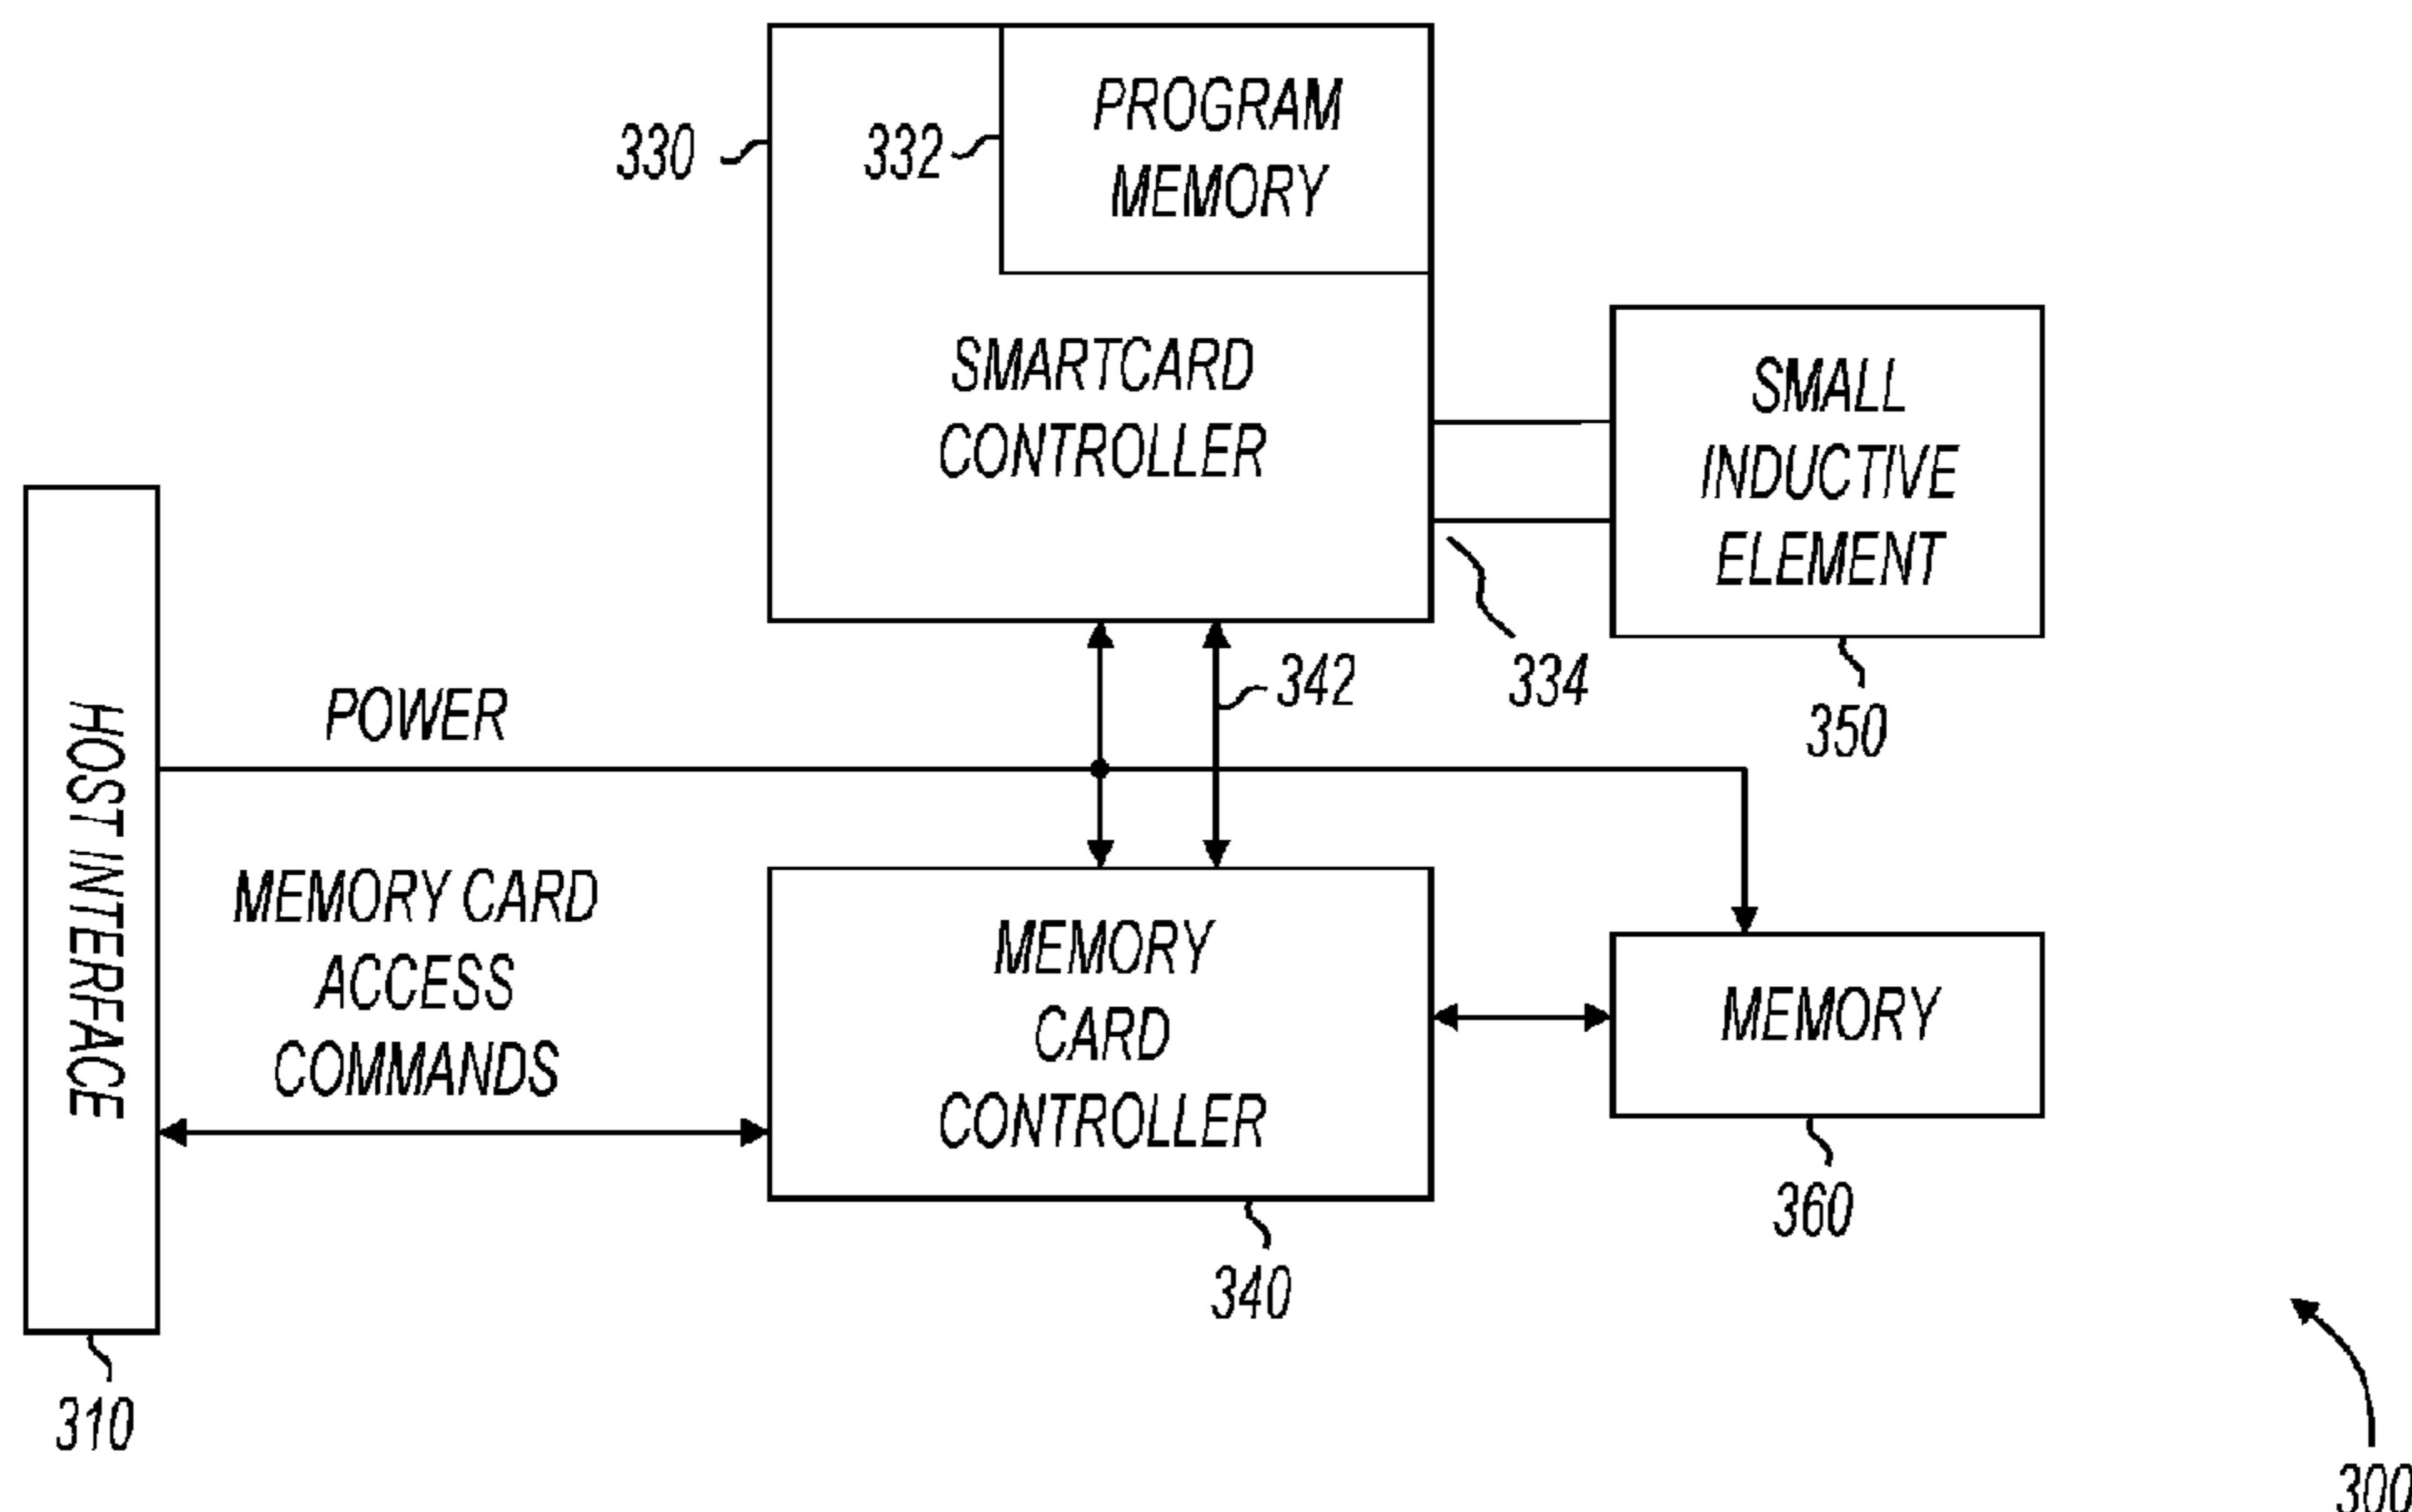 PROGRAM
MEMORY
330
332
SMARTCARD
CONTROLLER
SMALL
INDUCTIVE
ELEMENT
334
342
350
HOST INTERFACE
POWER
MEMORY CARD
ACCESS
COMMANDS
MEMORY
CARD
CONTROLLER
MEMORY
360
340
310
300